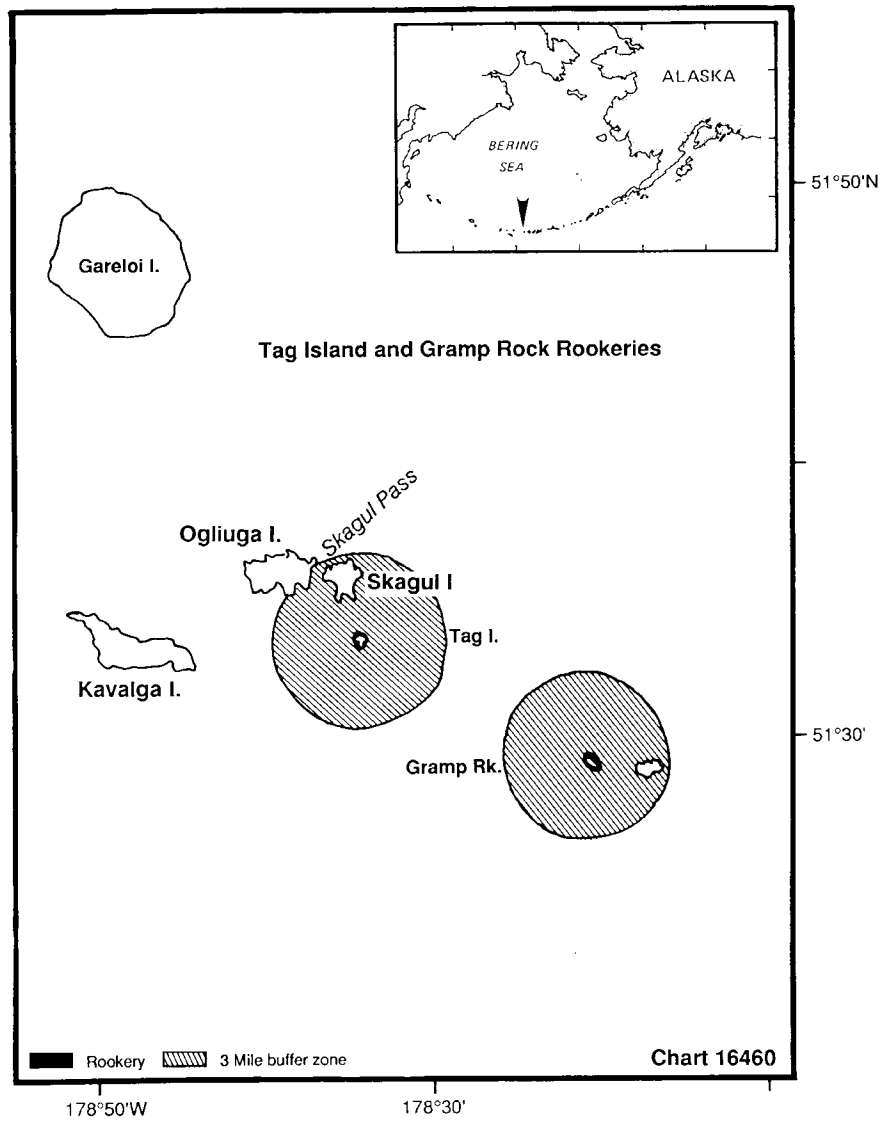 ALASKA
BERING
SEA
51°50'N
Gareloi I.
Tag Island and Gramp Rock Rookeries
Skagul Pass
Ogliuga I.
Skagul I
Tag I.
Kavalga I.
51°30'
Gramp Rk.
Rookery
3 Mile buffer zone
Chart 16460
178°50'W
178°30'